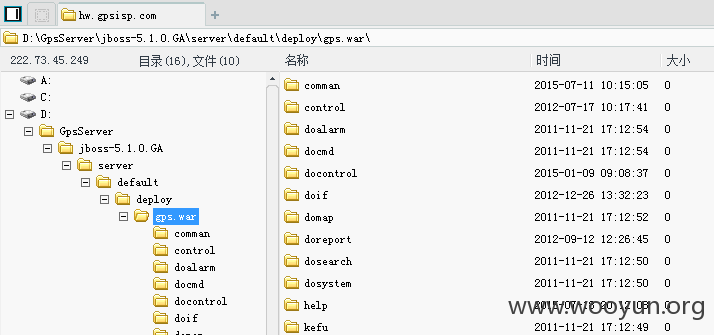 hw.gpsisp.com
D:\GpsServer\jboss-5.1.0.GA\server\default\deploy\gps.war\
222.73.45.249 目录(16),文件(10) 名称 时间 大小
A:
C:
D:
GpsServer
jboss-5.1.0.GA
server
default
deploy
gps.war
comman
control
doalarm
docmd
docontrol
doif
comman 2015-07-11 10:15:05 0
control 2012-07-17 10:17:41 0
doalarm 2011-11-21 17:12:54 0
docmd 2011-11-21 17:12:54 0
docontrol 2015-01-09 09:08:37 0
doif 2012-12-26 13:32:23 0
domap 2011-11-21 17:12:52 0
doreport 2012-09-12 12:26:45 0
dosearch 2011-11-21 17:12:50 0
dosystem 2011-11-21 17:12:50 0
help 20:12:03 0
kefu 2011-11-21 17:12:49 0
www.wooyun.org